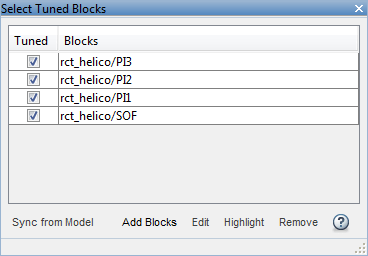 Select Tuned Blocks
Tuned Blocks
rct_helico/PI3
rct_helico/PI2
rct_helico/PI1
rct_helico/SOF
Sync from Model Add Blocks Edit Highlight Remove ?